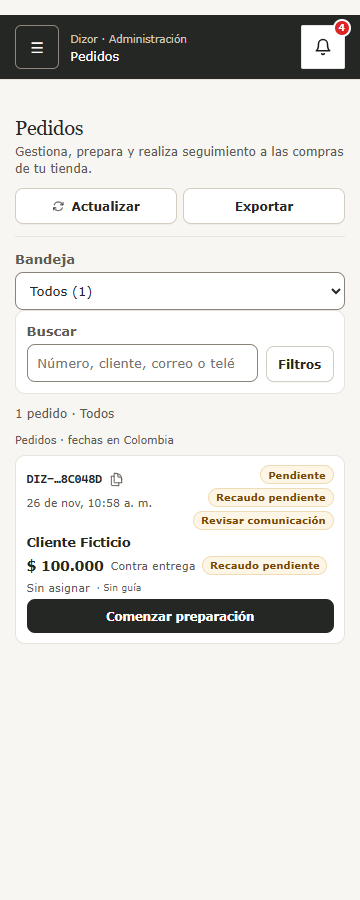 Dizor · Administración
Pedidos
4
Pedidos
Gestiona, prepara y realiza seguimiento a las compras
de tu tienda.
Actualizar
Exportar
Bandeja
Todos (1)
Buscar
Número, cliente, correo o telé
Filtros
1 pedido · Todos
Pedidos · fechas en Colombia
DIZ-…8C048D
Pendiente
26 de nov, 10:58 a. m.
Recaudo pendiente
Revisar comunicación
Cliente Ficticio
$ 100.000 Contra entrega Recaudo pendiente
Sin asignar · Sin guía
Comenzar preparación